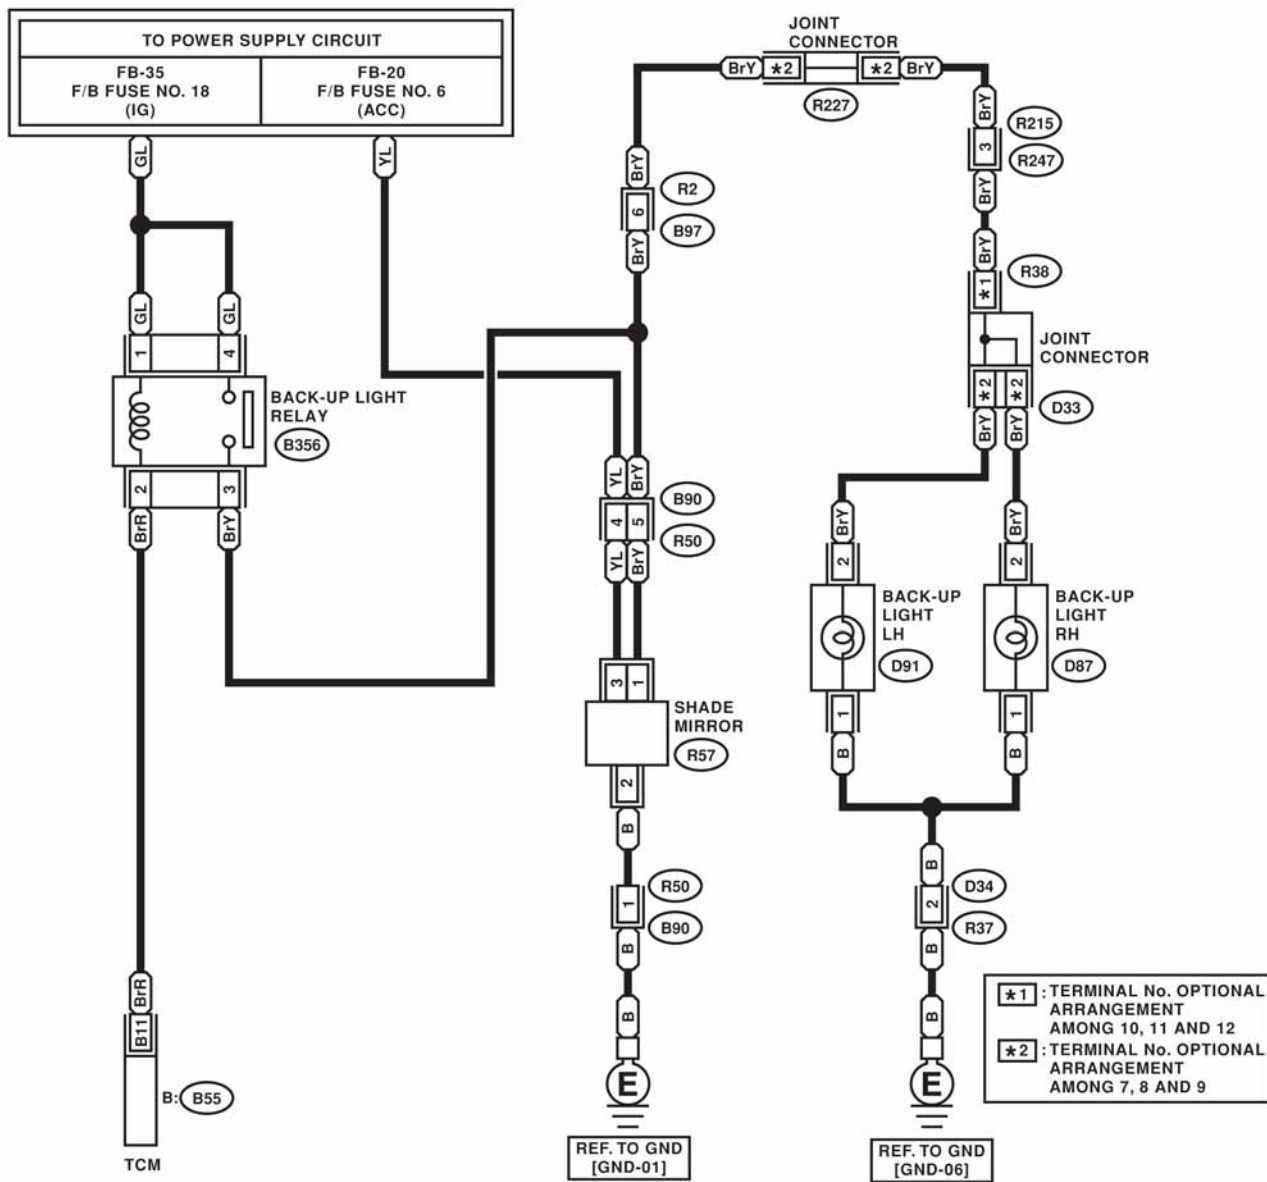 TO POWER SUPPLY CIRCUIT
FB-35
F/B FUSE NO. 18
(IG)
FB-20
F/B FUSE NO. 6
(ACC)
GL
YL
GL
GL
1
4
BACK-UP LIGHT
RELAY
B356
2
3
BrR
BrY
BrR
B11
B: B55
TCM
JOINT
CONNECTOR
BrY
*2
*2
BrY
R227
BrY
6
BrY
R2
B97
BrY
3
BrY
R215
R247
BrY
*1
R38
JOINT
CONNECTOR
*2
*2
D33
BrY
BrY
YL
BrY
4
5
B90
R50
YL
BrY
3
1
SHADE
MIRROR
R57
2
B
1
R50
B90
B
B
E
REF. TO GND
[GND-01]
BrY
BrY
2
2
BACK-UP
LIGHT
LH
D91
BACK-UP
LIGHT
RH
D87
1
1
B
B
B
2
D34
R37
B
B
E
REF. TO GND
[GND-06]
*1 : TERMINAL No. OPTIONAL
ARRANGEMENT
AMONG 10, 11 AND 12
*2 : TERMINAL No. OPTIONAL
ARRANGEMENT
AMONG 7, 8 AND 9